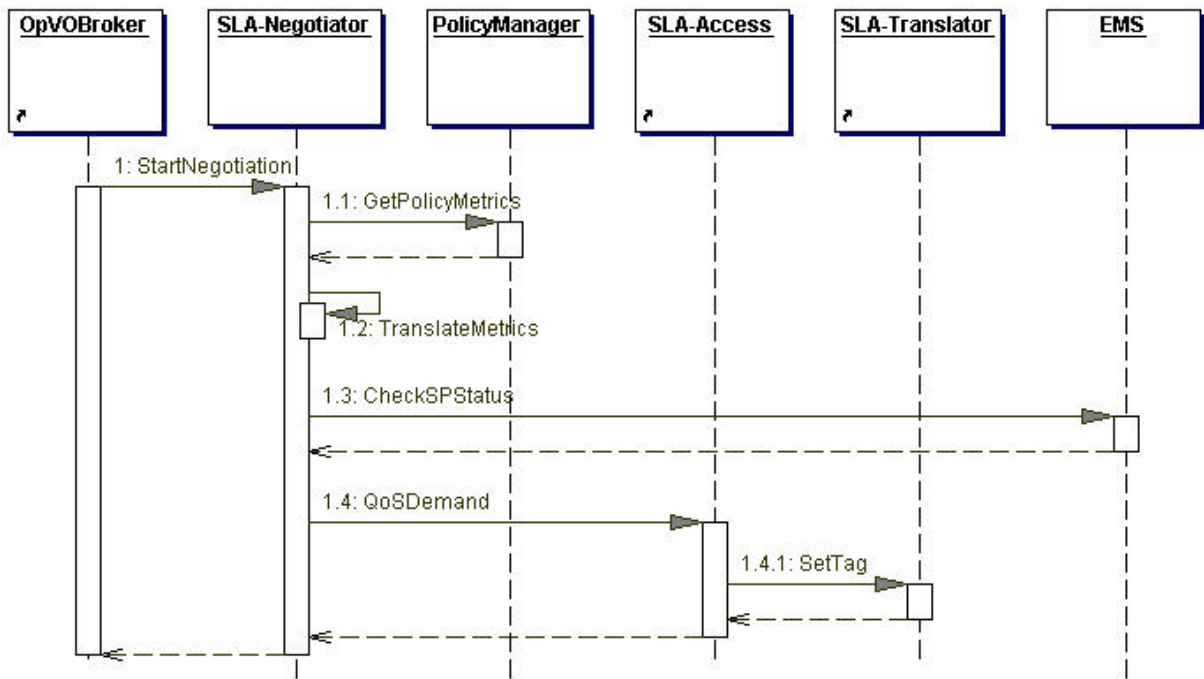 OpVOBroker
SLA-Negotiator
PolicyManager
SLA-Access
SLA-Translator
EMS
1: StartNegotiation
1.1: GetPolicyMetrics
1.2: TranslateMetrics
1.3: CheckSPStatus
1.4: QoSDemand
1.4.1: SetTag